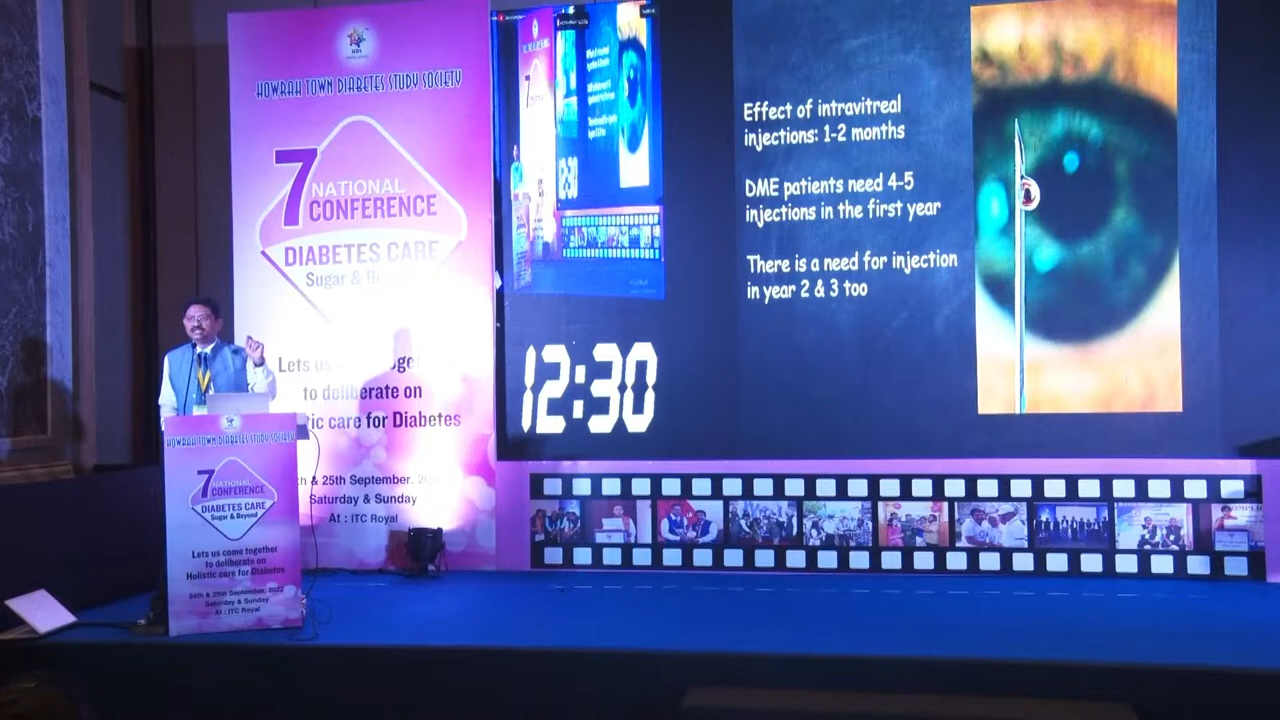 HOWRAH TOWN DIABETES STUDY SOCIETY
7
NATIONAL
CONFERENCE
DIABETES CARE
Sugar &
Lets us
to deliberate on
care for Diabetes
& 25th September,
Saturday & Sunday
At : ITC Royal
HOWRAH TOWN DIABETES STUDY SOCIETY
7
NATIONAL
CONFERENCE
DIABETES CARE
Sugar & Beyond
Lets us come together
to deliberate on
Holistic care for Diabetes
24th & 25th September, 2022
Saturday & Sunday
At : ITC Royal
12:30
Effect of intravitreal
injections: 1-2 months
DME patients need 4-5
injections in the first year
There is a need for injection
in year 2 & 3 too